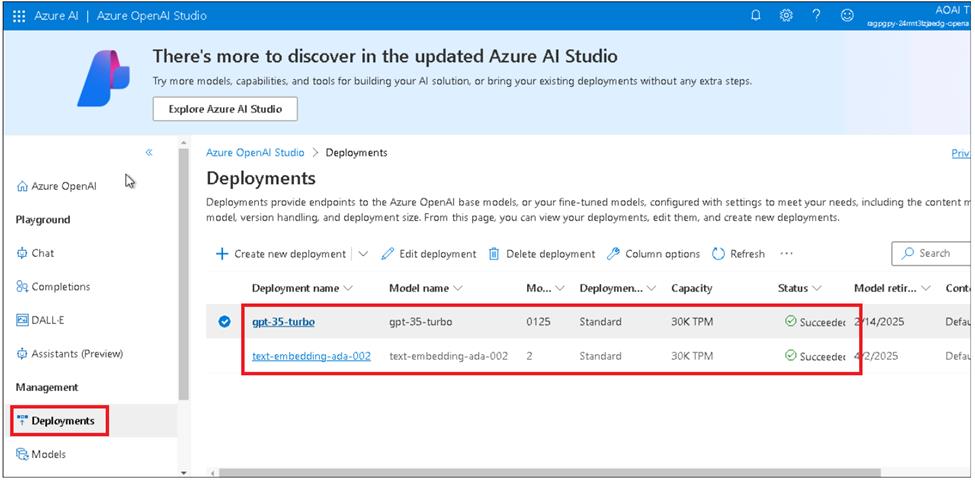 Azure AI | Azure OpenAI Studio
AOAI T
ragpgpy-24mnt3tzjaedg-opena
There's more to discover in the updated Azure AI Studio
Try more models, capabilities, and tools for building your AI solution, or bring your existing deployments without any extra steps.
Explore Azure AI Studio
Azure OpenAI
Playground
Chat
Completions
DALL·E
Assistants (Preview)
Management
Deployments
Models
Azure OpenAI Studio > Deployments
Priv
Deployments
Deployments provide endpoints to the Azure OpenAI base models, or your fine-tuned models, configured with settings to meet your needs, including the content m
model, version handling, and deployment size. From this page, you can view your deployments, edit them, and create new deployments.
Create new deployment Edit deployment Delete deployment Column options Refresh ... Search
Deployment name Model name Mo... Deploymen... Capacity Status Model retir... Cont
gpt-35-turbo gpt-35-turbo 0125 Standard 30K TPM Succeeded 2/14/2025 Defau
text-embedding-ada-002 text-embedding-ada-002 2 Standard 30K TPM Succeeded 4/2/2025 Defau